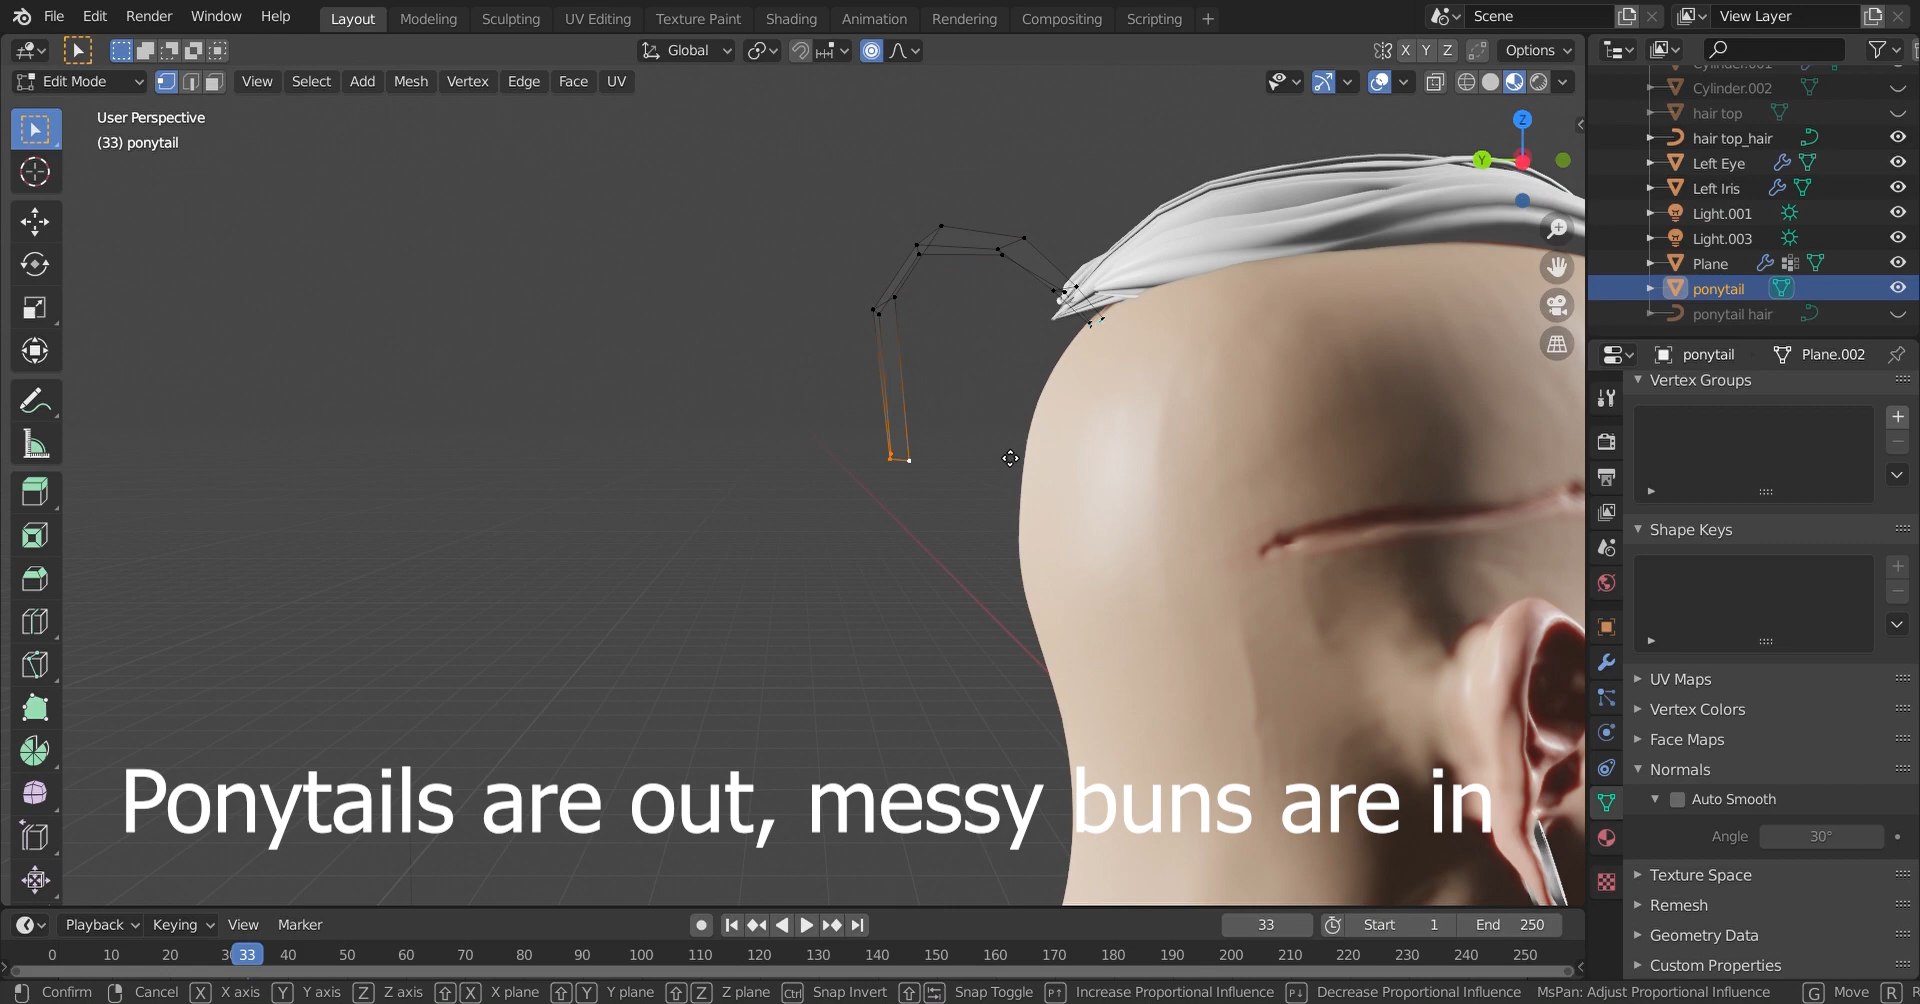 File Edit Render Window Help Layout Modeling Sculpting UV Editing Texture Paint Shading Animation Rendering Compositing Scripting + Scene View Layer
Global X Y Z Options
Edit Mode View Select Add Mesh Vertex Edge Face UV
User Perspective
(33) ponytail
Z
Y
Cylinder.001
Cylinder.002
hair top
hair top_hair
Left Eye
Left Iris
Light.001
Light.003
Plane
ponytail
ponytail hair
ponytail Plane.002
Vertex Groups
Shape Keys
UV Maps
Vertex Colors
Face Maps
Normals
Auto Smooth
Angle 30°
Texture Space
Remesh
Geometry Data
Custom Properties
Ponytails are out, messy buns are in
Playback Keying View Marker 33 Start 1 End 250
0 10 20 33 40 50 60 70 80 90 100 110 120 130 140 150 160 170 180 190 200 210 220 230 240 250
Confirm Cancel X X axis Y Y axis Z Z axis X X plane Y Y plane Z Z plane Ctrl Snap Invert Snap Toggle P↑ Increase Proportional Influence P↓ Decrease Proportional Influence MsPan: Adjust Proportional Influence G Move R